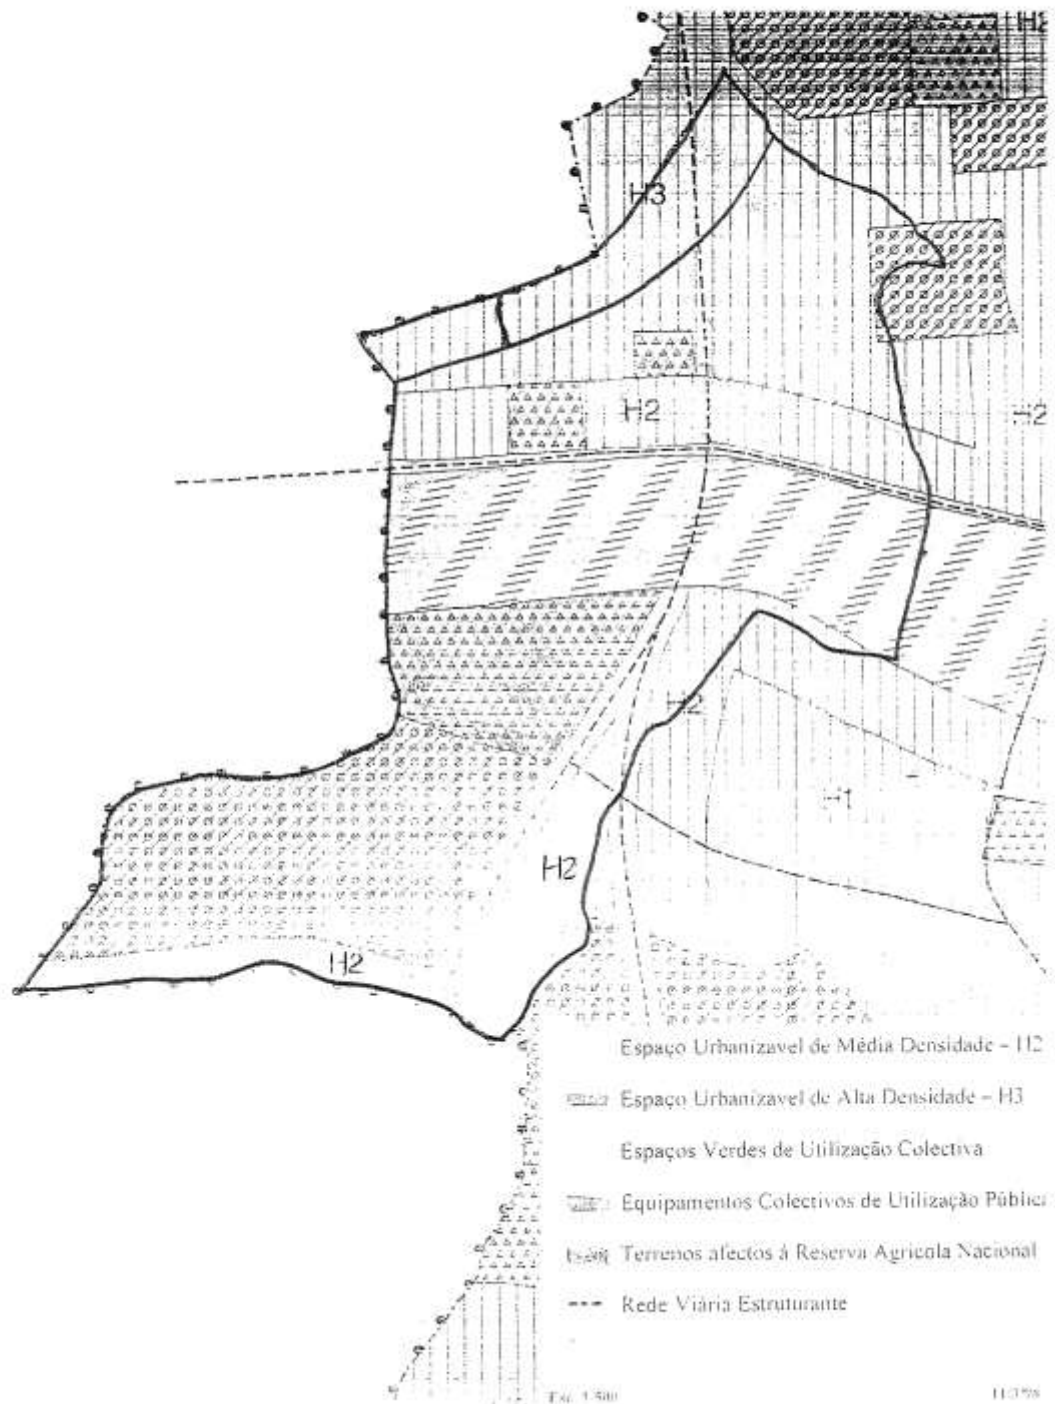 H2
H3
H2
H2
H2
H1
H2
H2
Espaço Urbanizavel de Média Densidade – H2
Espaço Urbanizavel de Alta Densidade – H3
Espaços Verdes de Utilização Colectiva
Equipamentos Colectivos de Utilização Públic
Terrenos afectos à Reserva Agricola Nacional
Rede Viária Estruturante